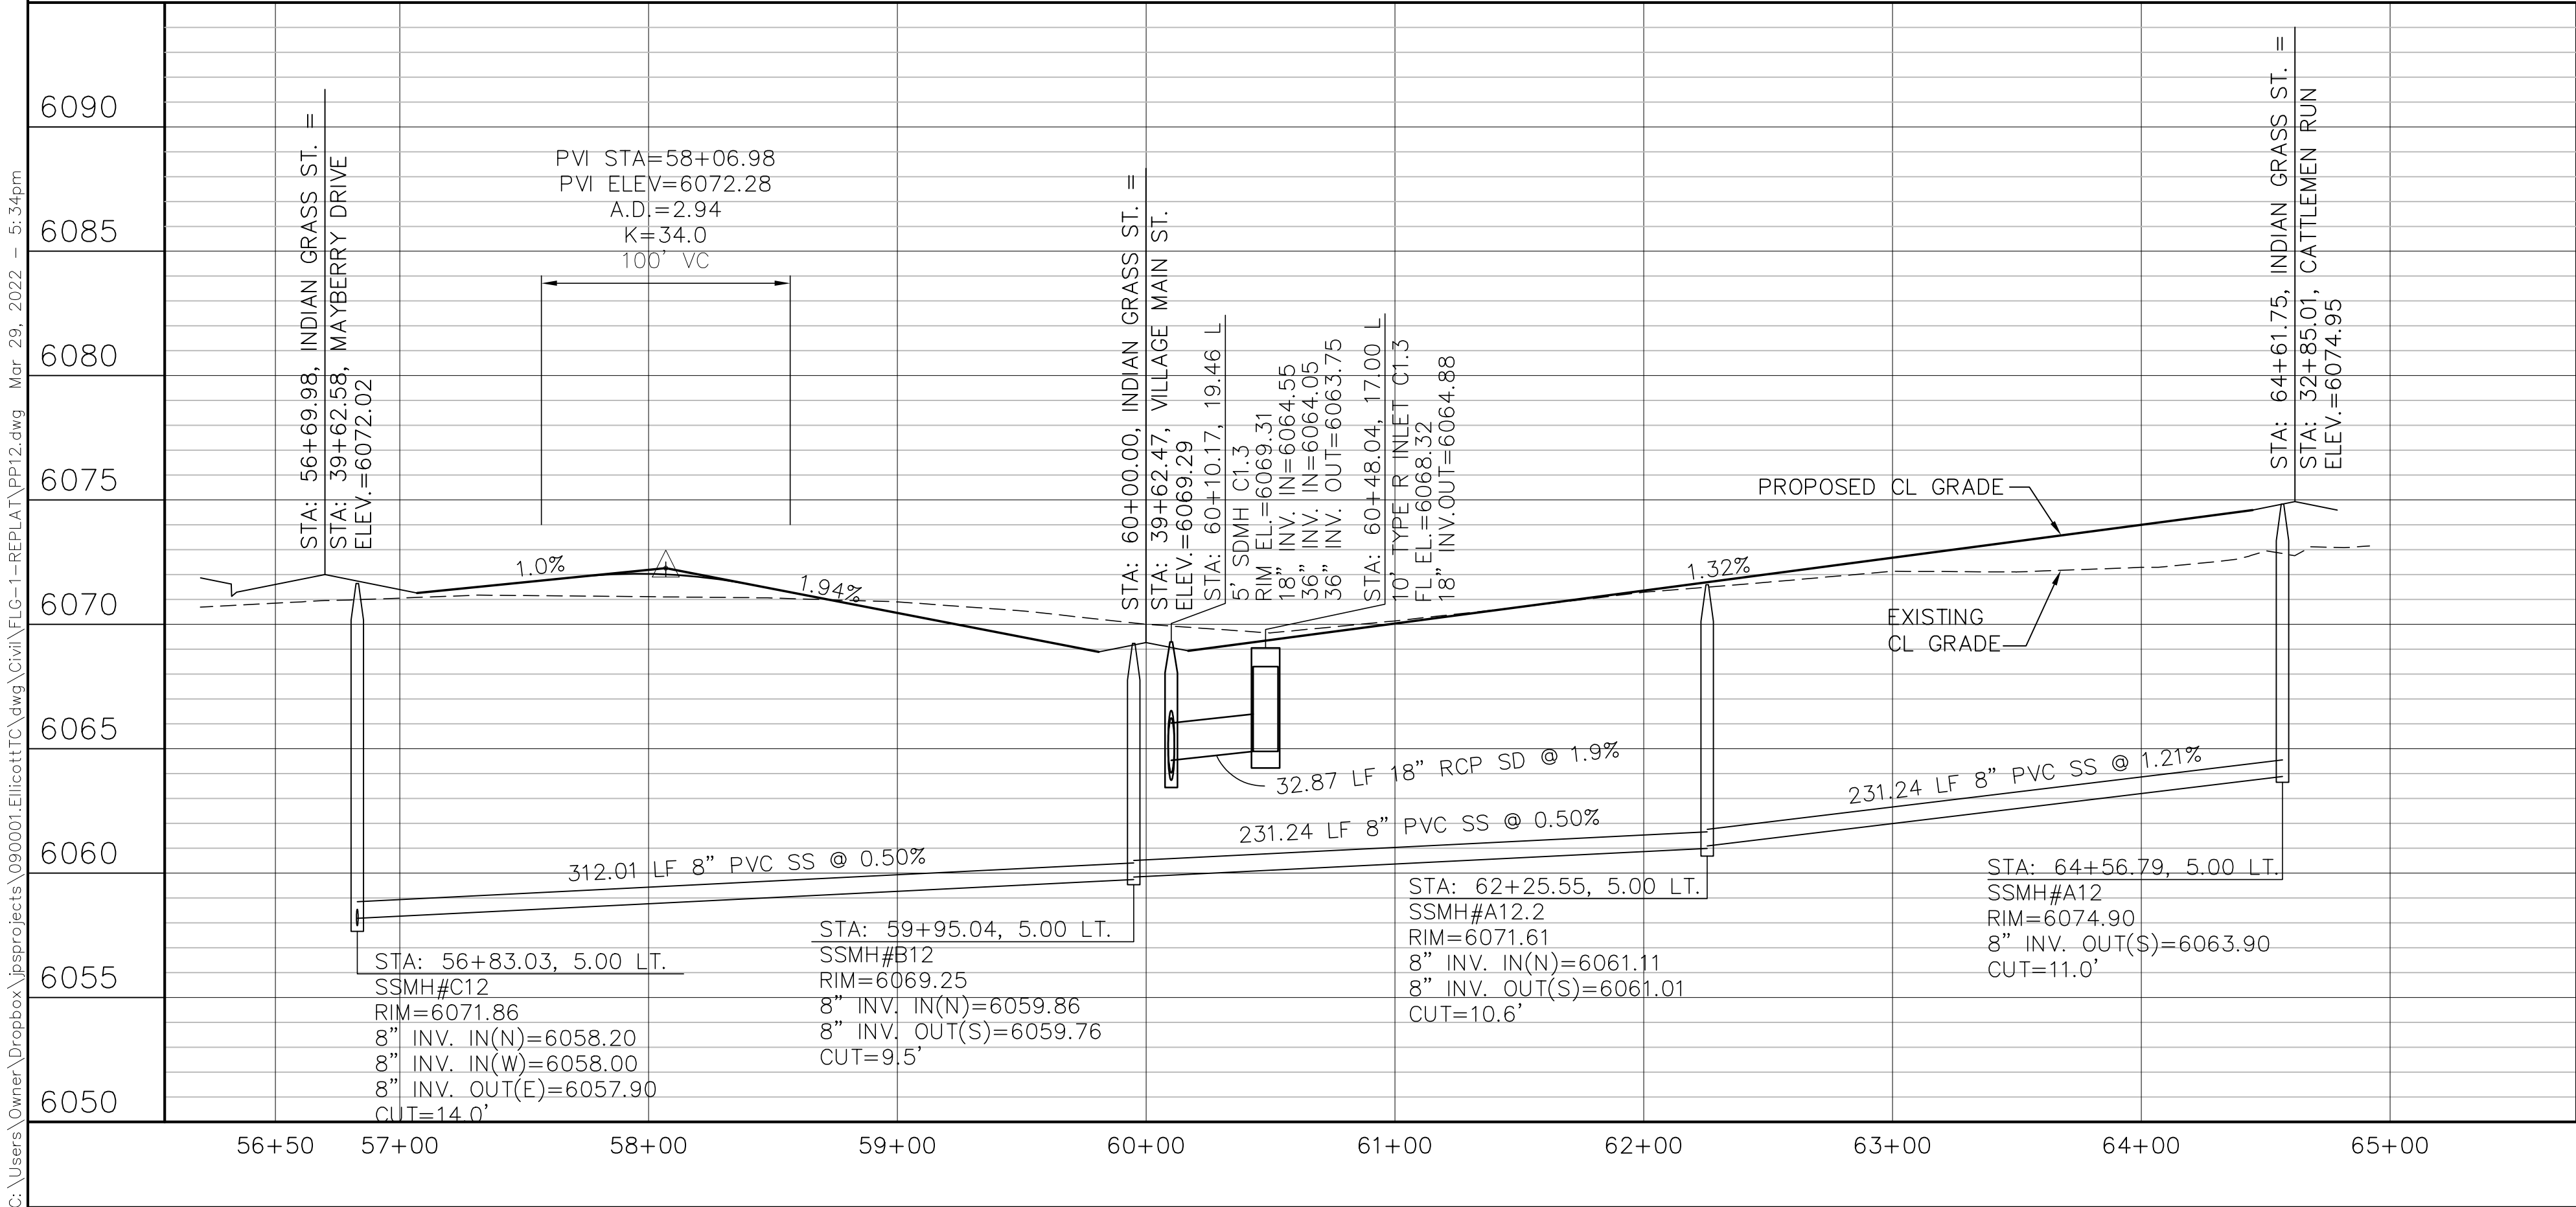 C:\Users\Owner\Dropbox\jpsprojects\090001.EllicottTC\dwg\Civil\FLG-1-REPLAT\PP12.dwg Mar 29, 2022 - 5:34pm
6090
6085
6080
6075
6070
6065
6060
6055
6050
STA: 56+69.98, INDIAN GRASS ST. =
STA: 39+62.58, MAYBERRY DRIVE
ELEV.=6072.02
PVI STA=58+06.98
PVI ELEV=6072.28
A.D.=2.94
K=34.0
100' VC
1.0%
1.94%
STA: 60+00.00, INDIAN GRASS ST. =
STA: 39+62.47, VILLAGE MAIN ST.
ELEV.=6069.29
STA: 60+10.17, 19.46 L
5' SDMH C1.3
RIM EL.=6069.31
18" INV. IN=6064.55
36" INV. IN=6064.05
36" INV. OUT=6063.75
STA: 60+48.04, 17.00 L
10' TYPE R INLET C1.3
FL EL.=6068.32
18" INV.OUT=6064.88
1.32%
PROPOSED CL GRADE
EXISTING
CL GRADE
STA: 64+61.75, INDIAN GRASS ST. =
STA: 32+85.01, CATTLEMEN RUN
ELEV.=6074.95
32.87 LF 18" RCP SD @ 1.9%
312.01 LF 8" PVC SS @ 0.50%
231.24 LF 8" PVC SS @ 0.50%
231.24 LF 8" PVC SS @ 1.21%
STA: 56+83.03, 5.00 LT.
SSMH#C12
RIM=6071.86
8" INV. IN(N)=6058.20
8" INV. IN(W)=6058.00
8" INV. OUT(E)=6057.90
CUT=14.0'
STA: 59+95.04, 5.00 LT.
SSMH#B12
RIM=6069.25
8" INV. IN(N)=6059.86
8" INV. OUT(S)=6059.76
CUT=9.5'
STA: 62+25.55, 5.00 LT.
SSMH#A12.2
RIM=6071.61
8" INV. IN(N)=6061.11
8" INV. OUT(S)=6061.01
CUT=10.6'
STA: 64+56.79, 5.00 LT.
SSMH#A12
RIM=6074.90
8" INV. OUT(S)=6063.90
CUT=11.0'
56+50 57+00 58+00 59+00 60+00 61+00 62+00 63+00 64+00 65+00